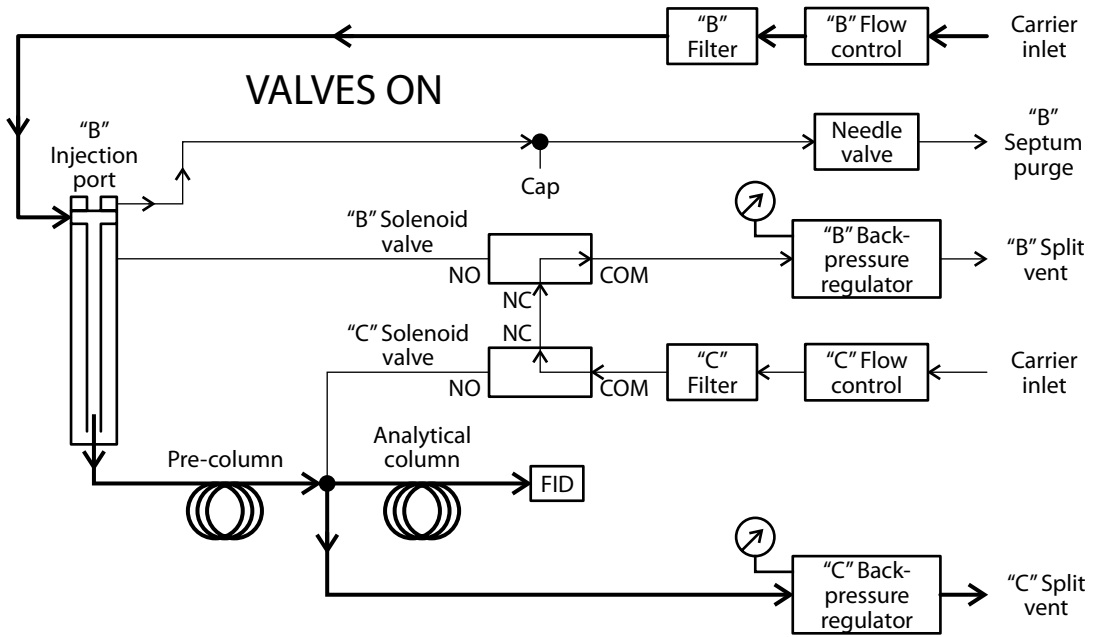 “B”
Filter
“B” Flow
control
Carrier
inlet
VALVES ON
“B”
Injection
port
Cap
Needle
valve
“B”
Septum
purge
“B” Solenoid
valve
NO
COM
NC
“B” Back-
pressure
regulator
“B” Split
vent
NC
“C” Solenoid
valve
NO
COM
“C”
Filter
“C” Flow
control
Carrier
inlet
Pre-column
Analytical
column
FID
“C” Back-
pressure
regulator
“C” Split
vent